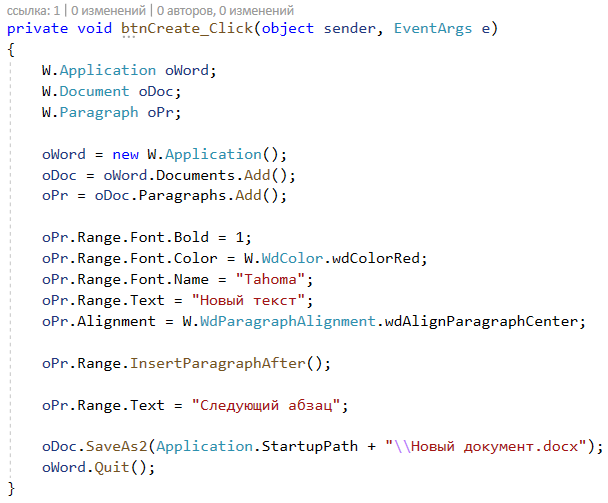 ссылка: 1 | 0 изменений | 0 авторов, 0 изменений
private void btnCreate_Click(object sender, EventArgs e)
{
W.Application oWord;
W.Document oDoc;
W.Paragraph oPr;
oWord = new W.Application();
oDoc = oWord.Documents.Add();
oPr = oDoc.Paragraphs.Add();
oPr.Range.Font.Bold = 1;
oPr.Range.Font.Color = W.WdColor.wdColorRed;
oPr.Range.Font.Name = "Tahoma";
oPr.Range.Text = "Новый текст";
oPr.Alignment = W.WdParagraphAlignment.wdAlignParagraphCenter;
oPr.Range.InsertParagraphAfter();
oPr.Range.Text = "Следующий абзац";
oDoc.SaveAs2(Application.StartupPath + "\\Новый документ.docx");
oWord.Quit();
}